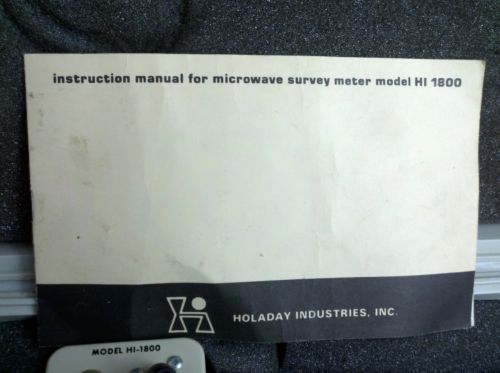 instruction manual for microwave survey meter model HI 1800
HOLADAY INDUSTRIES, INC.
MODEL HI-1800